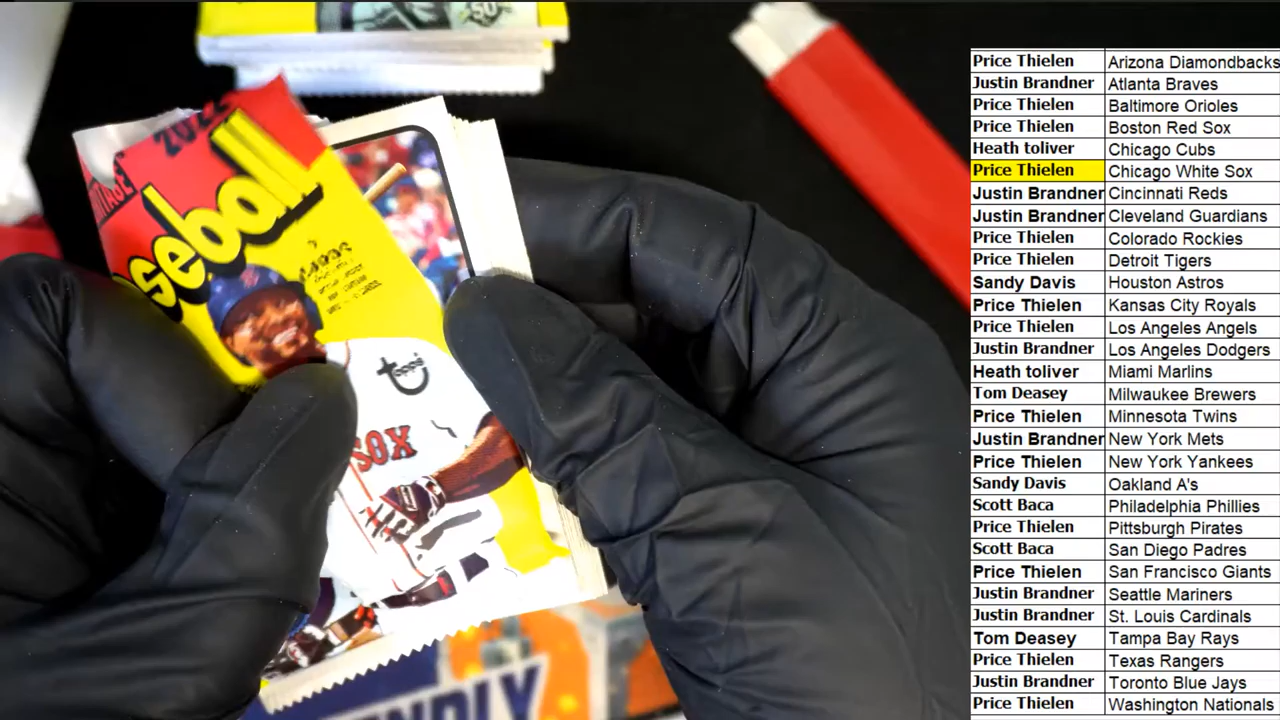 50
2022
seball
CARDS
topps
SOX
ENDLY
Price Thielen Arizona Diamondbacks
Justin Brandner Atlanta Braves
Price Thielen Baltimore Orioles
Price Thielen Boston Red Sox
Heath toliver Chicago Cubs
Price Thielen Chicago White Sox
Justin Brandner Cincinnati Reds
Justin Brandner Cleveland Guardians
Price Thielen Colorado Rockies
Price Thielen Detroit Tigers
Sandy Davis Houston Astros
Price Thielen Kansas City Royals
Price Thielen Los Angeles Angels
Justin Brandner Los Angeles Dodgers
Heath toliver Miami Marlins
Tom Deasey Milwaukee Brewers
Price Thielen Minnesota Twins
Justin Brandner New York Mets
Price Thielen New York Yankees
Sandy Davis Oakland A's
Scott Baca Philadelphia Phillies
Price Thielen Pittsburgh Pirates
Scott Baca San Diego Padres
Price Thielen San Francisco Giants
Justin Brandner Seattle Mariners
Justin Brandner St. Louis Cardinals
Tom Deasey Tampa Bay Rays
Price Thielen Texas Rangers
Justin Brandner Toronto Blue Jays
Price Thielen Washington Nationals